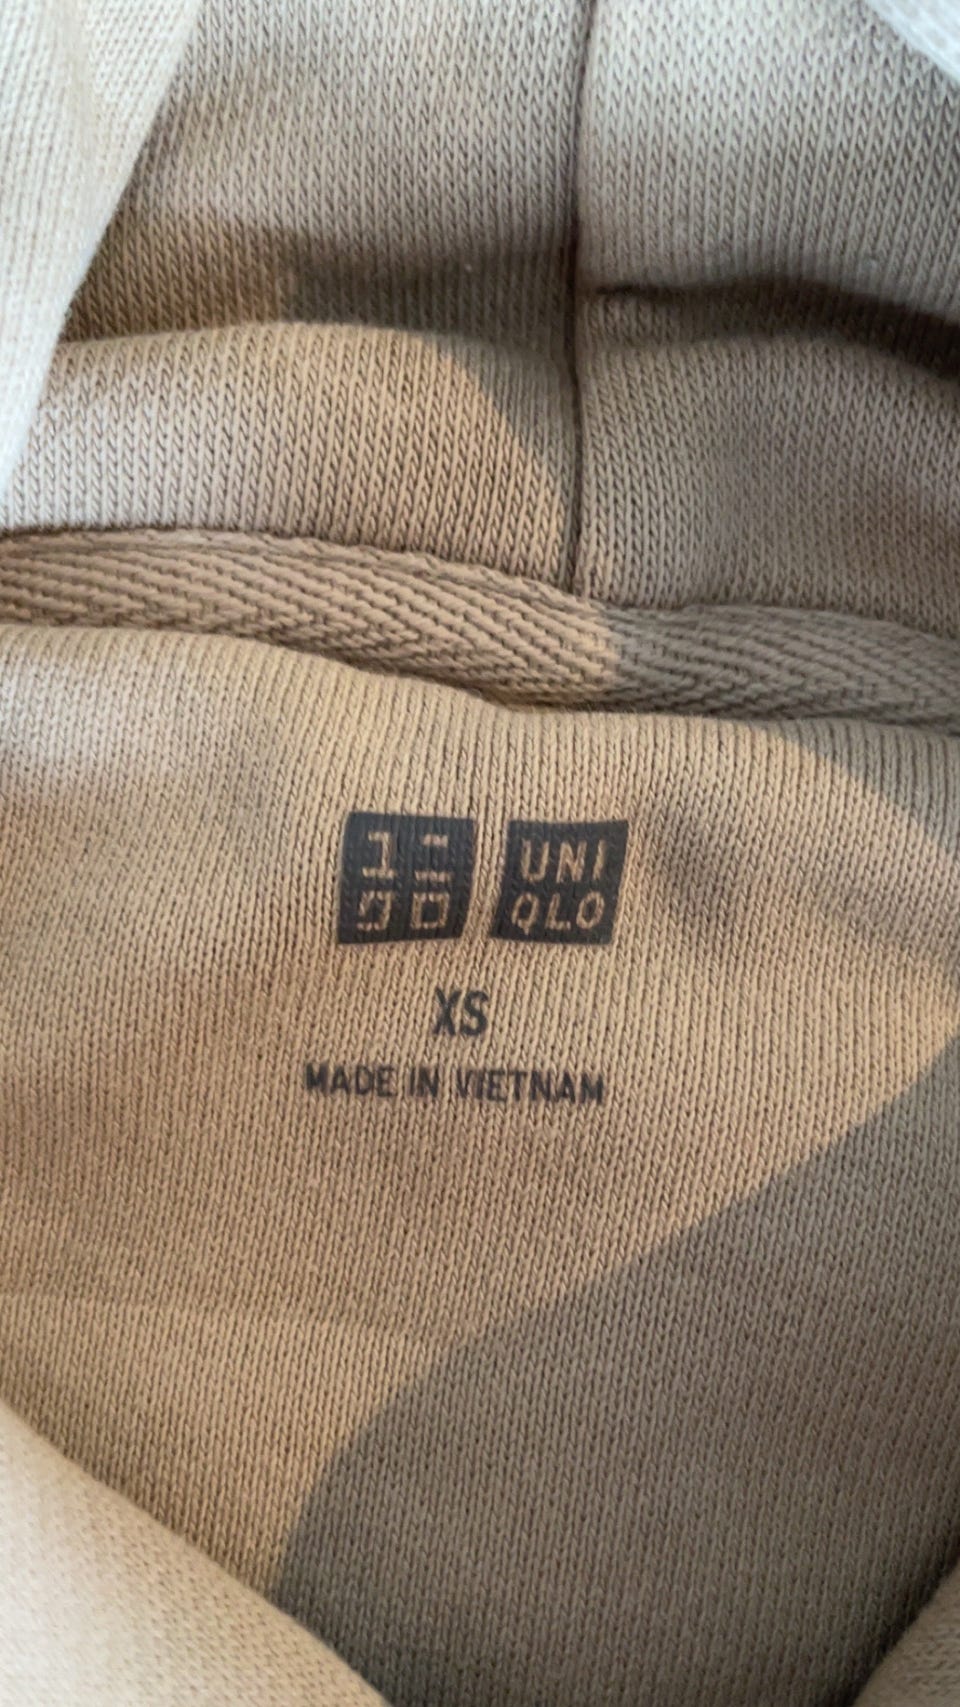 ユニ
クロ
UNI
QLO
XS
MADE IN VIETNAM